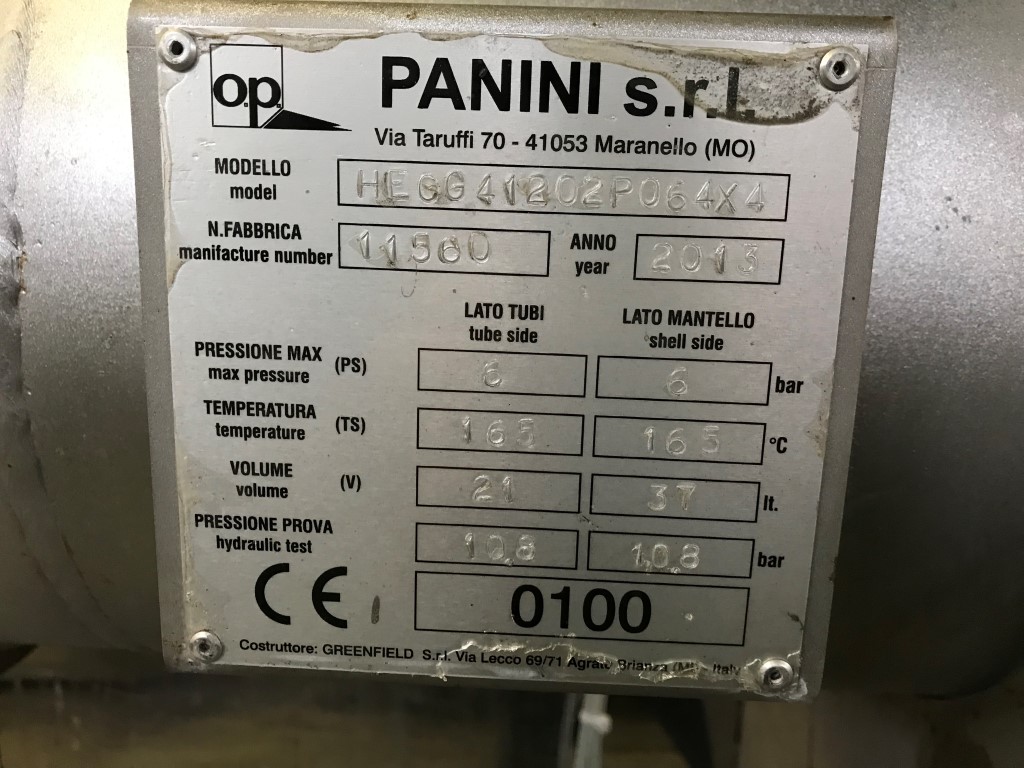 o.p. PANINI s.r.l.
Via Taruffi 70 - 41053 Maranello (MO)
MODELLO
model HEGG41202P064X4
N.FABBRICA
manifacture number 11560 ANNO
year 2013
LATO TUBI
tube side LATO MANTELLO
shell side
PRESSIONE MAX
max pressure (PS) 6 6 bar
TEMPERATURA
temperature (TS) 165 165 °C
VOLUME
volume (V) 21 37 lt.
PRESSIONE PROVA
hydraulic test 108 10.8 bar
CE 0100
Costruttore: GREENFIELD S.r.l. Via Lecco 69/71 Agrate Brianza (MI) Italy